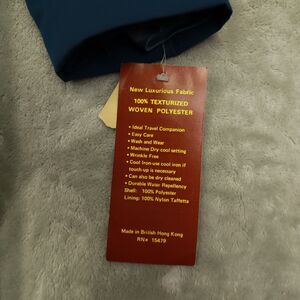 New Luxurious Fabric
100% TEXTURIZED
WOVEN POLYESTER
• Ideal Travel Companion
• Easy Care
• Wash and Wear
• Machine Dry cool setting
• Wrinkle Free
• Cool Iron-use cool iron if
touch-up is necessary
• Can also be dry cleaned
• Durable Water Repellency
Shell: 100% Polyester
Lining: 100% Nylon Taffetta
Made in British Hong Kong
RN# 15479